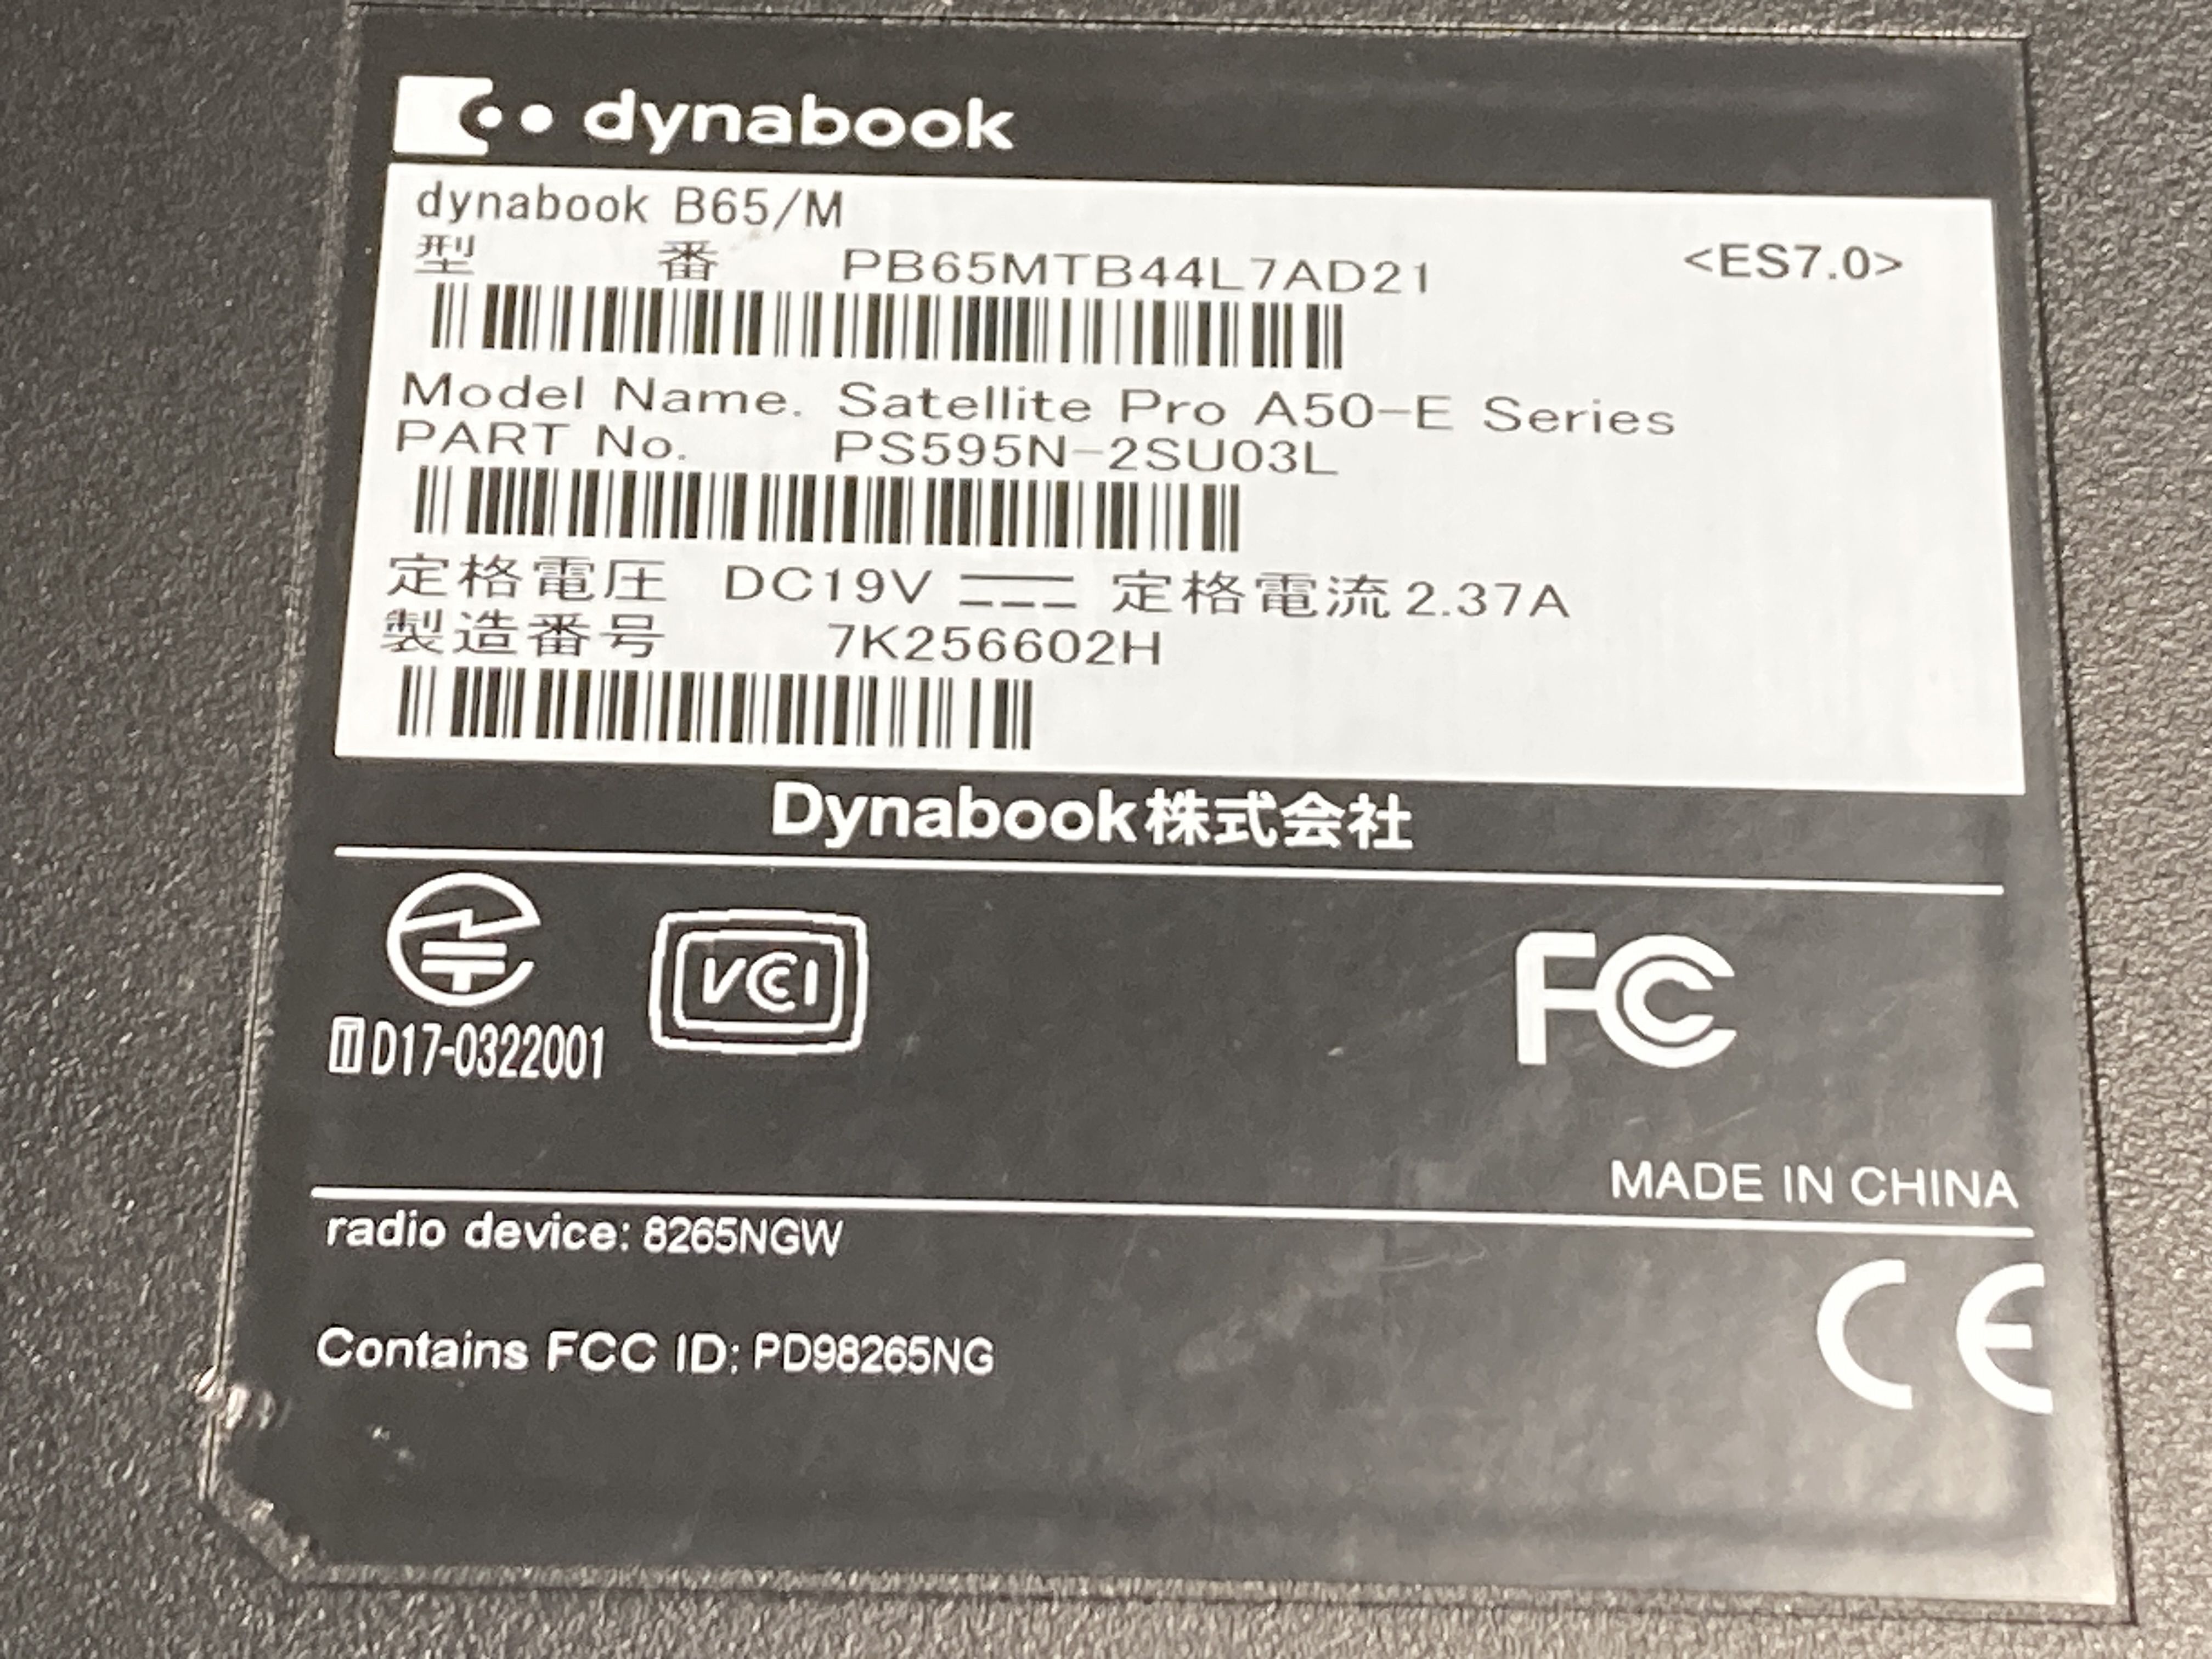 dynabook
dynabook B65/M
型 番 PB65MTB44L7AD21 <ES7.0>
Model Name. Satellite Pro A50-E Series
PART No. PS595N-2SU03L
定格電圧 DC19V 定格電流2.37A
製造番号 7K256602H
Dynabook株式会社
VCCI
FC
T D17-0322001
MADE IN CHINA
radio device: 8265NGW
CE
Contains FCC ID: PD98265NG